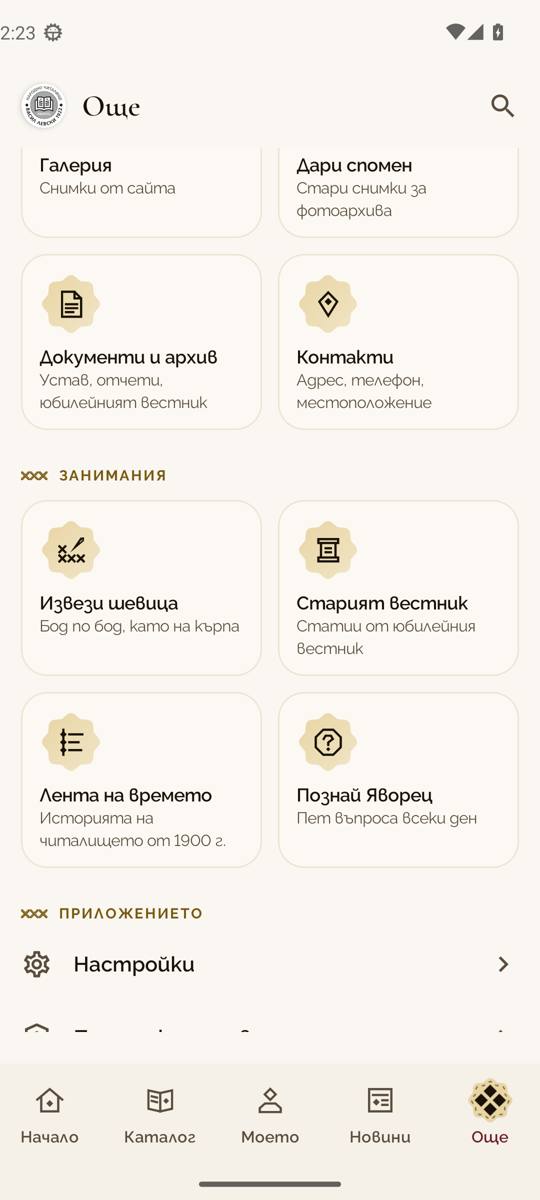 2:23
Още
Галерия
Снимки от сайта
Дари спомен
Стари снимки за
фотоархива
Документи и архив
Устав, отчети,
юбилейният вестник
Контакти
Адрес, телефон,
местоположение
ЗАНИМАНИЯ
Извези шевица
Бод по бод, като на кърпа
Старият вестник
Статии от юбилейния
вестник
Лента на времето
Историята на
читалището от 1900 г.
Познай Яворец
Пет въпроса всеки ден
ПРИЛОЖЕНИЕТО
Настройки
Начало
Каталог
Моето
Новини
Още